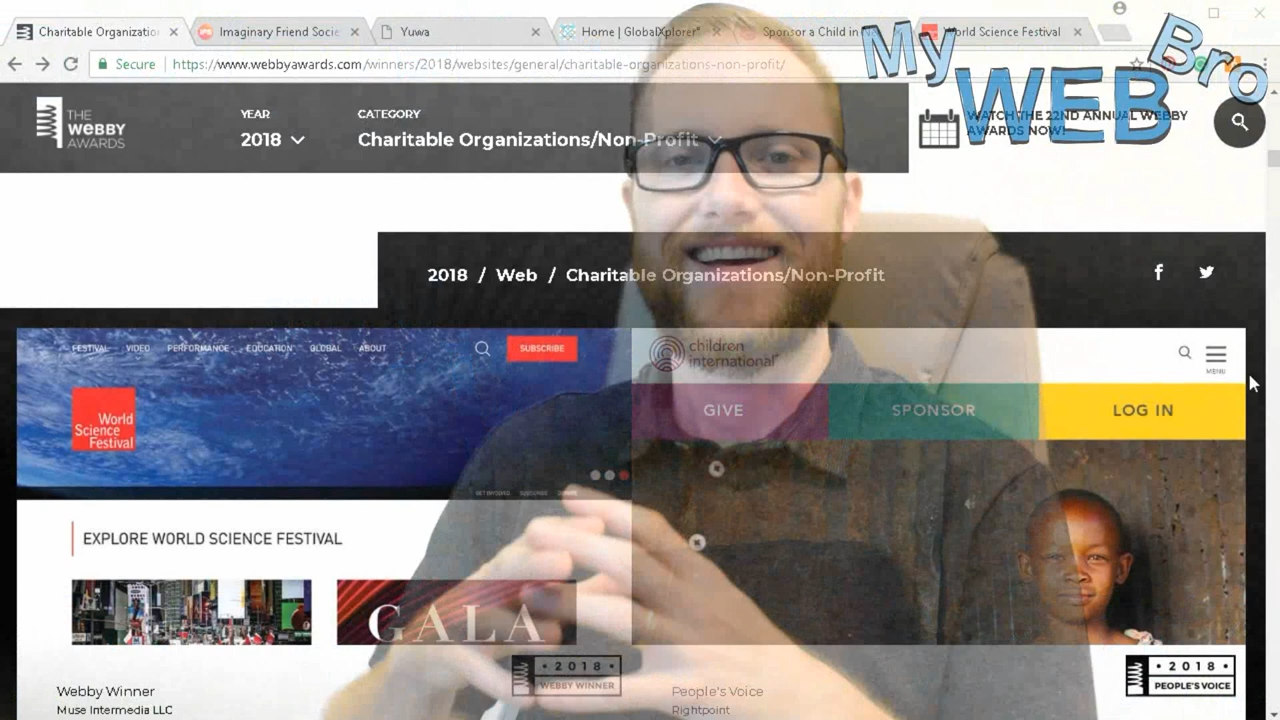 Charitable Organizatio
Imaginary Friend Socie
Yuwa
Home | GlobalXplorer°
Sponsor a Child in
World Science Festival
My WEB Bro
Secure
https://www.webbyawards.com/winners/2018/websites/general/charitable-organizations-non-profit/
THE WEBBY AWARDS
YEAR
2018
CATEGORY
Charitable Organizations/Non-Profit
WATCH THE 22ND ANNUAL WEBBY
AWARDS NOW!
2018 / Web / Charitable Organizations/Non-Profit
FESTIVAL VIDEO PERFORMANCE EDUCATION GLOBAL ABOUT
SUBSCRIBE
World
Science
Festival
children
international
MENU
GIVE
SPONSOR
LOG IN
GET INVOLVED SUBSCRIBE DONATE
EXPLORE WORLD SCIENCE FESTIVAL
GALA
• 2018 •
WEBBY WINNER
• 2018 •
PEOPLE'S VOICE
Webby Winner
Muse Intermedia LLC
People's Voice
Rightpoint